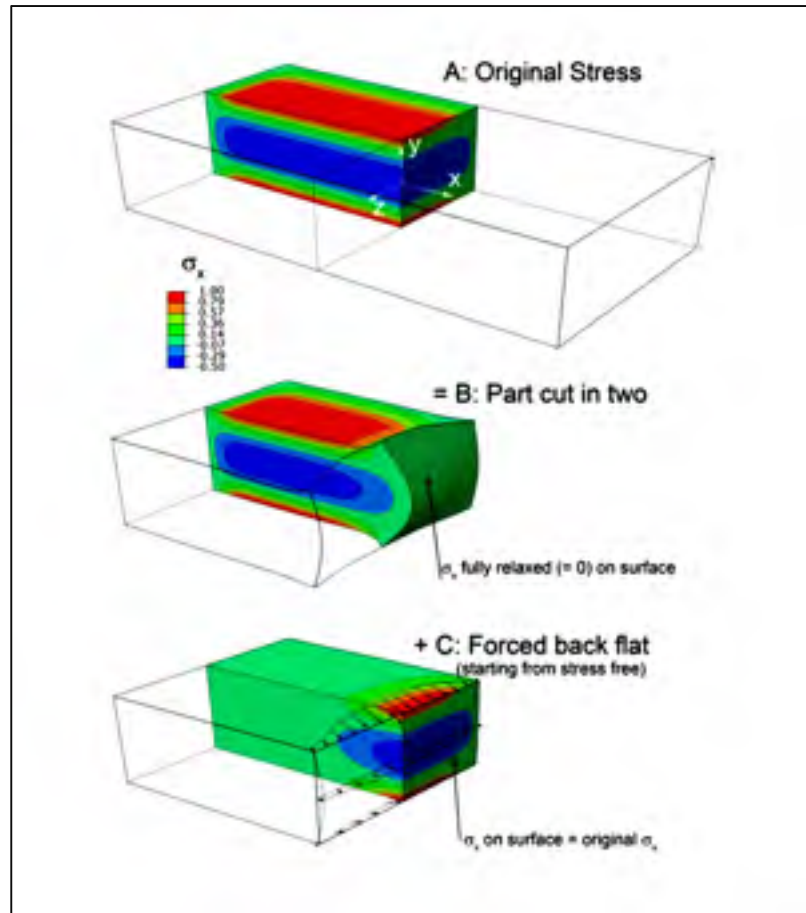 A: Original Stress
y
x
z
σx
= B: Part cut in two
σx fully relaxed (= 0) on surface
+ C: Forced back flat
(starting from stress free)
σx on surface = original σx